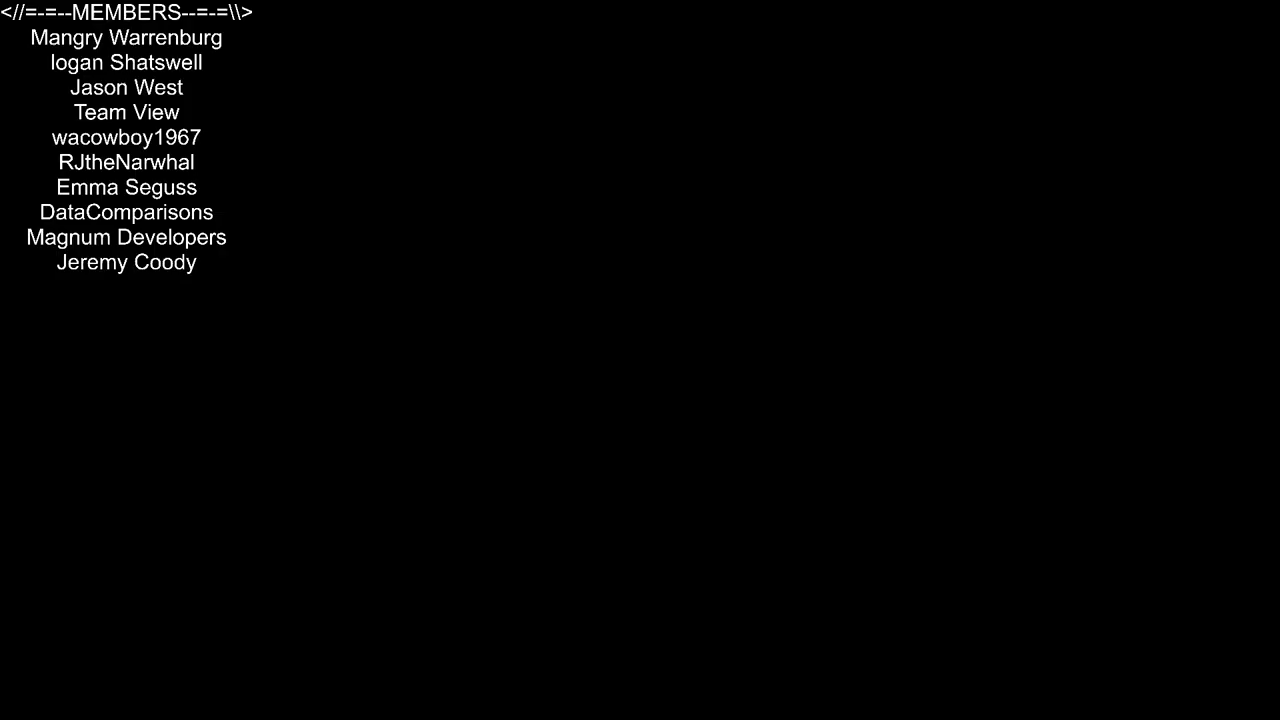 <//=-=--MEMBERS--=-=\\>
Mangry Warrenburg
logan Shatswell
Jason West
Team View
wacowboy1967
RJtheNarwhal
Emma Seguss
DataComparisons
Magnum Developers
Jeremy Coody